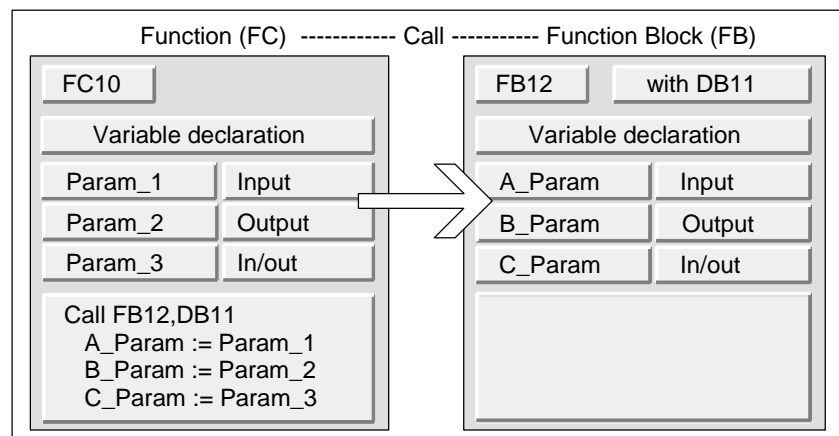 Function (FC) ------------ Call ----------- Function Block (FB)
FC10
Variable declaration
Param_1 Input
Param_2 Output
Param_3 In/out
Call FB12,DB11
A_Param := Param_1
B_Param := Param_2
C_Param := Param_3
FB12 with DB11
Variable declaration
A_Param Input
B_Param Output
C_Param In/out